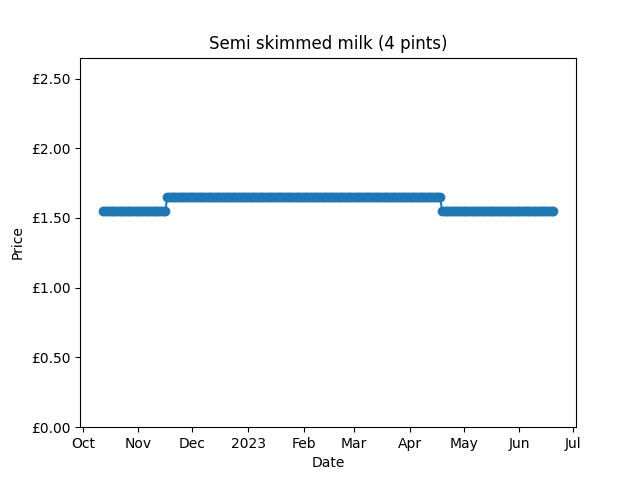 Semi skimmed milk (4 pints)
£2.50
£2.00
£1.50
£1.00
£0.50
£0.00
Price
Oct Nov Dec 2023 Feb Mar Apr May Jun Jul
Date